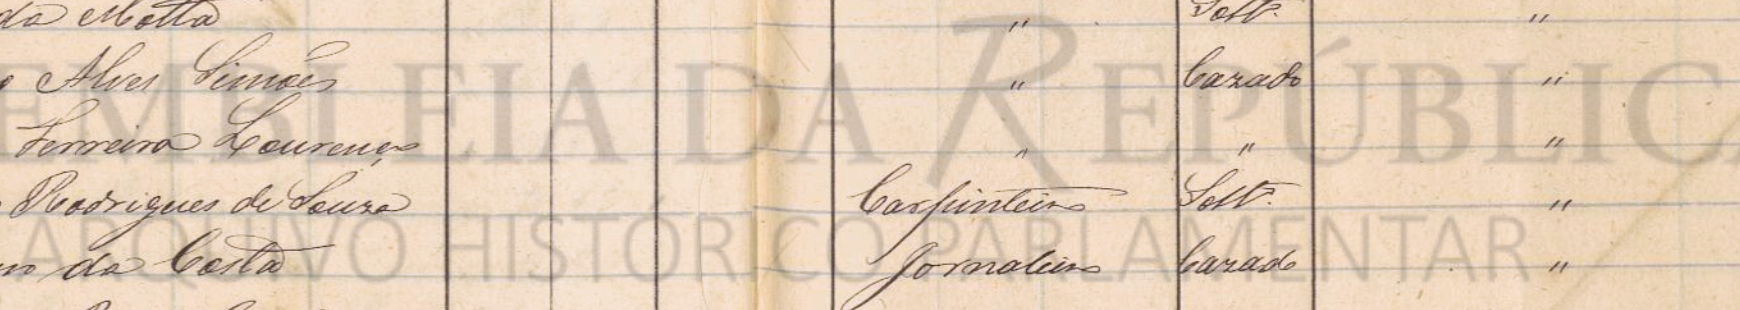 da Motta " Solt. "
Alves Simões " Cazado "
Ferreira Lourenço " " "
Rodrigues de Souza Carpinteiro Solt. "
da Costa Jornaleiro Cazado "
ASSEMBLEIA DA REPÚBLICA
ARQUIVO HISTÓRICO PARLAMENTAR